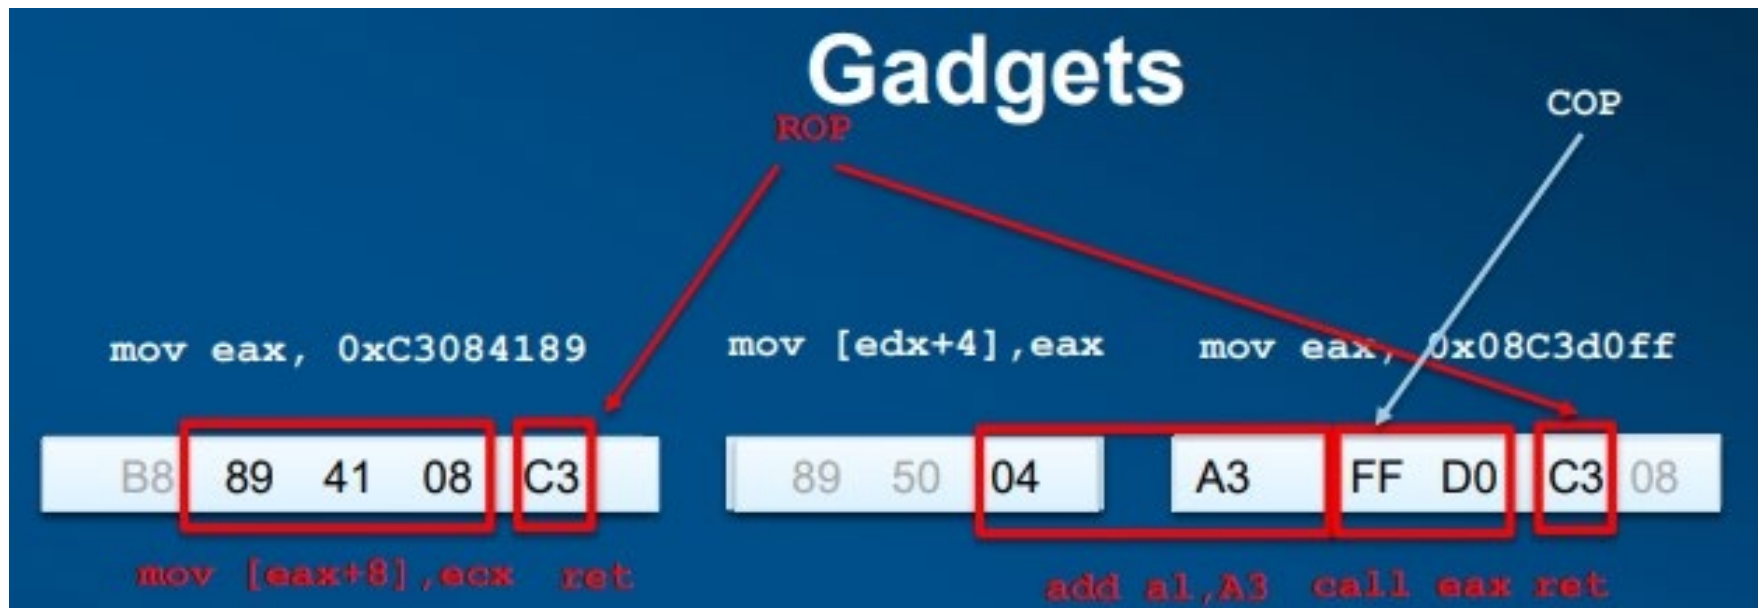 Gadgets
ROP
COP
mov eax, 0xC3084189
mov [edx+4],eax
mov eax, 0x08C3d0ff
B8 89 41 08 C3
89 50 04
A3 FF D0 C3 08
mov [eax+8],ecx ret
add al,A3 call eax ret